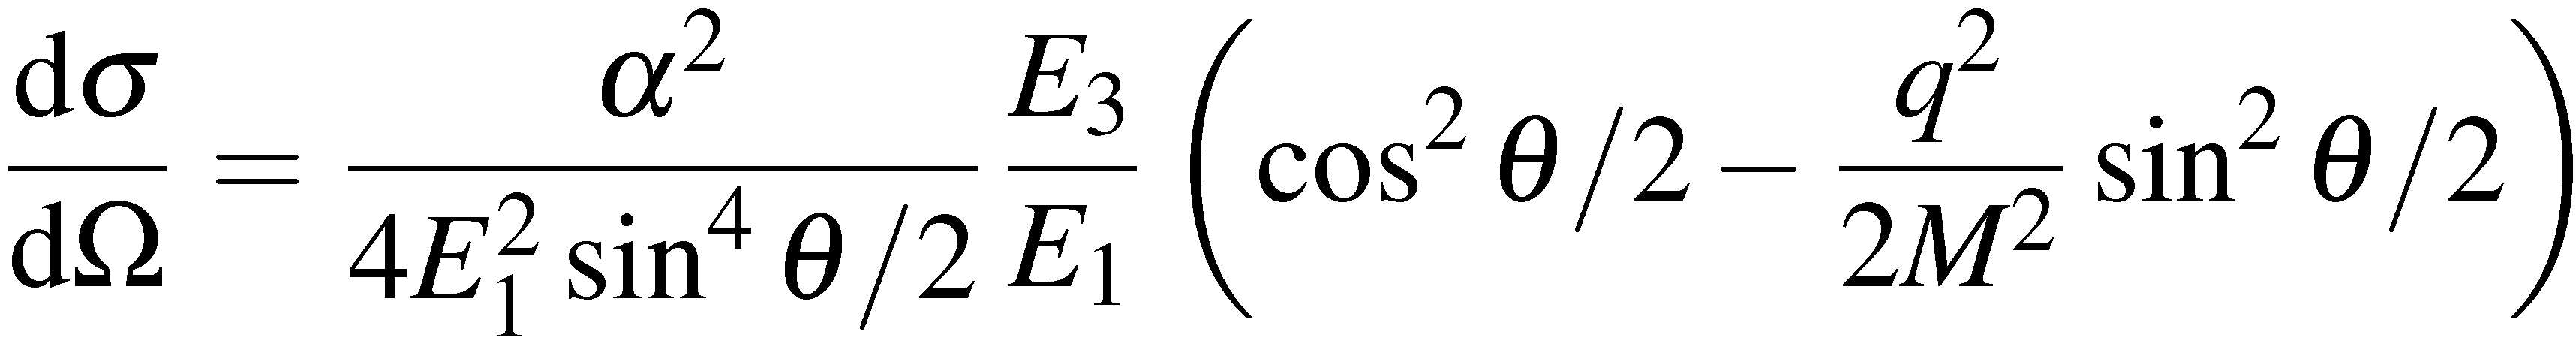 dσ/dΩ = α²/(4E₁² sin⁴ θ/2) E₃/E₁ (cos² θ/2 − q²/(2M²) sin² θ/2)